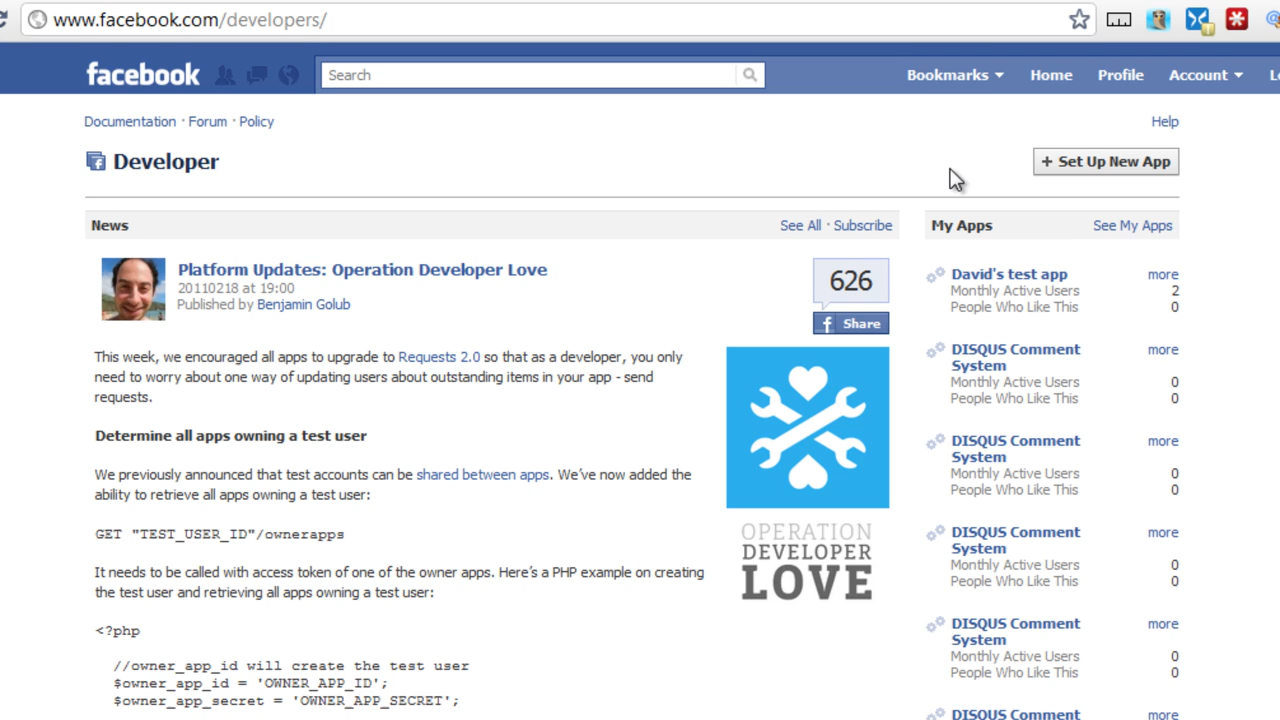 www.facebook.com/developers/
facebook
Search
Bookmarks
Home
Profile
Account
Documentation · Forum · Policy
Help
Developer
+ Set Up New App
News
See All · Subscribe
Platform Updates: Operation Developer Love
20110218 at 19:00
Published by Benjamin Golub
626
Share
This week, we encouraged all apps to upgrade to Requests 2.0 so that as a developer, you only
need to worry about one way of updating users about outstanding items in your app - send
requests.
Determine all apps owning a test user
We previously announced that test accounts can be shared between apps. We've now added the
ability to retrieve all apps owning a test user:
GET "TEST_USER_ID"/ownerapps
It needs to be called with access token of one of the owner apps. Here's a PHP example on creating
the test user and retrieving all apps owning a test user:
<?php
//owner_app_id will create the test user
$owner_app_id = 'OWNER_APP_ID';
$owner_app_secret = 'OWNER_APP_SECRET';
OPERATION
DEVELOPER
LOVE
My Apps
See My Apps
David's test app more
Monthly Active Users 2
People Who Like This 0
DISQUS Comment more
System
Monthly Active Users 0
People Who Like This 0
DISQUS Comment more
System
Monthly Active Users 0
People Who Like This 0
DISQUS Comment more
System
Monthly Active Users 0
People Who Like This 0
DISQUS Comment more
System
Monthly Active Users 0
People Who Like This 0
DISQUS Comment more